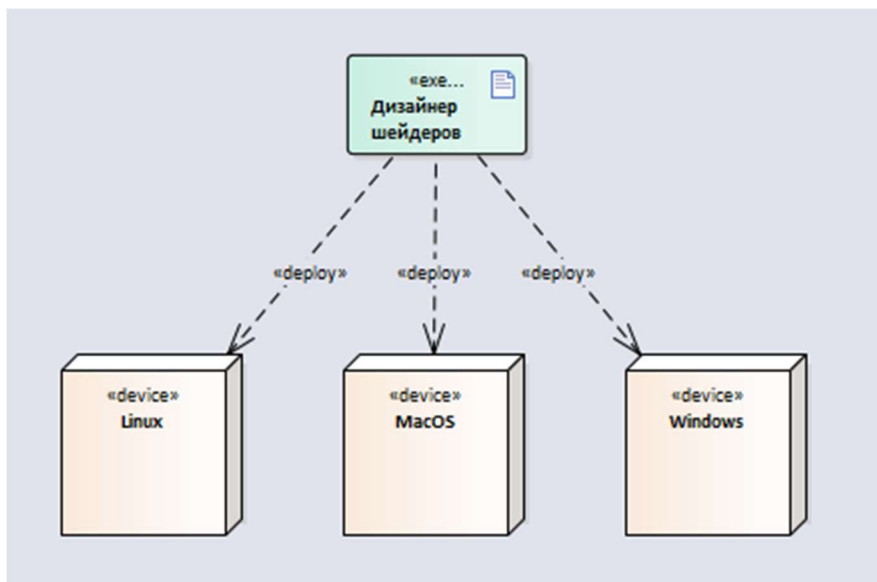 «exe...
Дизайнер
шейдеров
«deploy» «deploy» «deploy»
«device» «device» «device»
Linux MacOS Windows